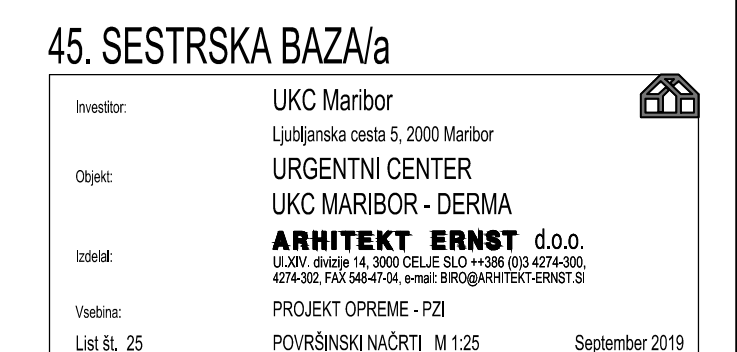 45. SESTRSKA BAZA/a
Investitor: UKC Maribor
Ljubljanska cesta 5, 2000 Maribor
Objekt: URGENTNI CENTER
UKC MARIBOR - DERMA
Izdelal: ARHITEKT ERNST d.o.o.
Ul.XIV. divizije 14, 3000 CELJE SLO ++386 (0)3 4274-300,
4274-302, FAX 548-47-04, e-mail: BIRO@ARHITEKT-ERNST.SI
Vsebina: PROJEKT OPREME - PZI
List št. 25 POVRŠINSKI NAČRTI M 1:25 September 2019